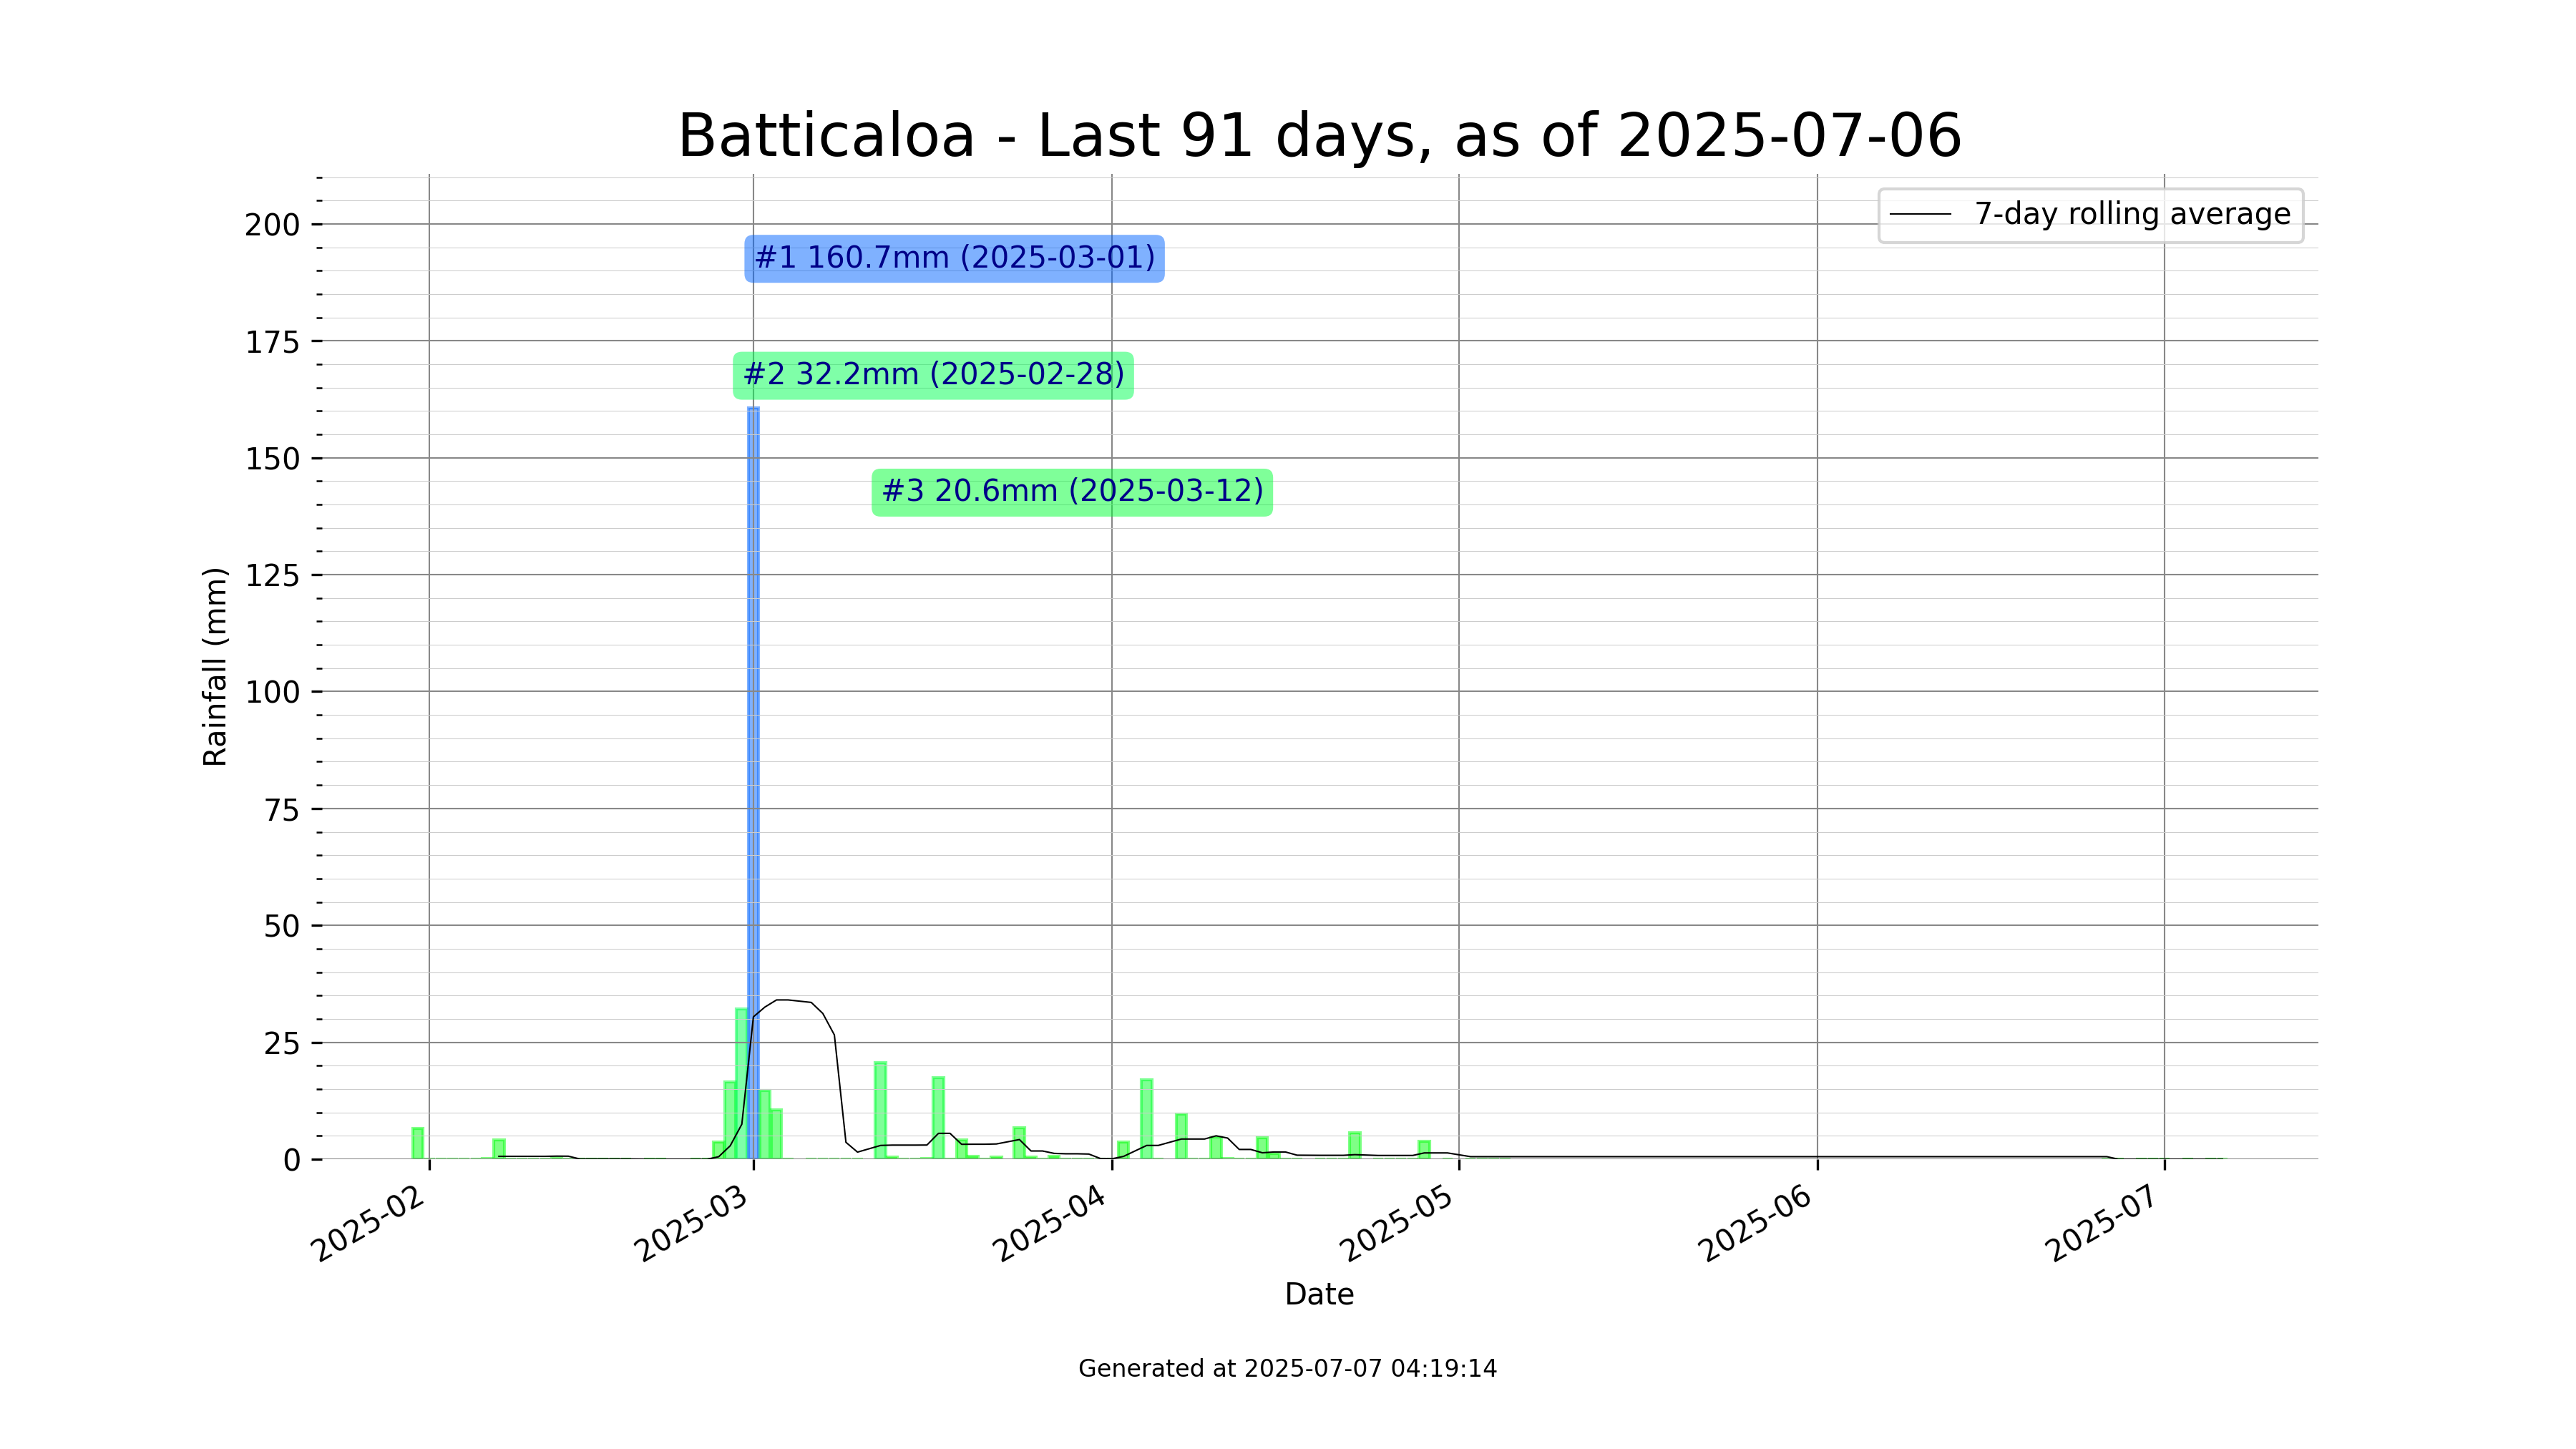 Batticaloa - Last 91 days, as of 2025-07-06
7-day rolling average
#1 160.7mm (2025-03-01)
#2 32.2mm (2025-02-28)
#3 20.6mm (2025-03-12)
Rainfall (mm)
200
175
150
125
100
75
50
25
0
2025-02
2025-03
2025-04
2025-05
2025-06
2025-07
Date
Generated at 2025-07-07 04:19:14